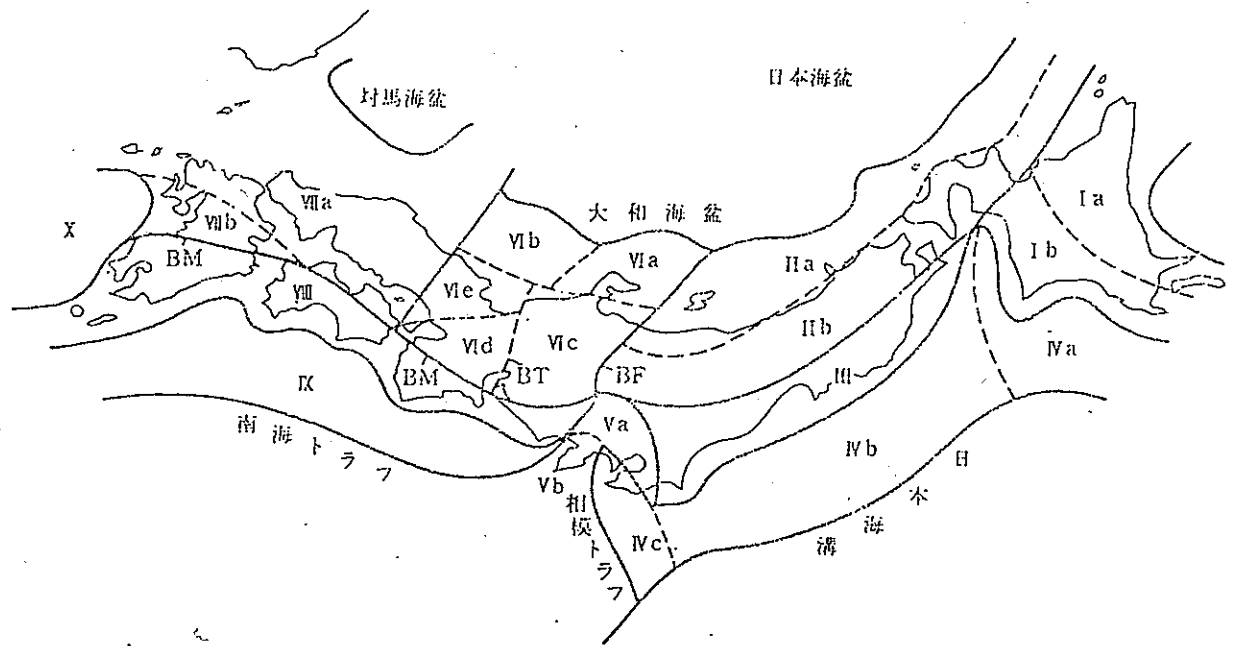 対馬海盆
日本海盆
大和海盆
X
Ⅶb
BM
Ⅶa
Ⅷ
Ⅵb
Ⅵa
Ⅵe
Ⅵd
Ⅵc
BM
BT
BF
Ⅱa
Ⅱb
Ⅰa
Ⅰb
Ⅲ
Ⅳa
Ⅳb
Ⅳc
Ⅴa
Ⅴb
Ⅸ
南海トラフ
相模トラフ
日本海溝